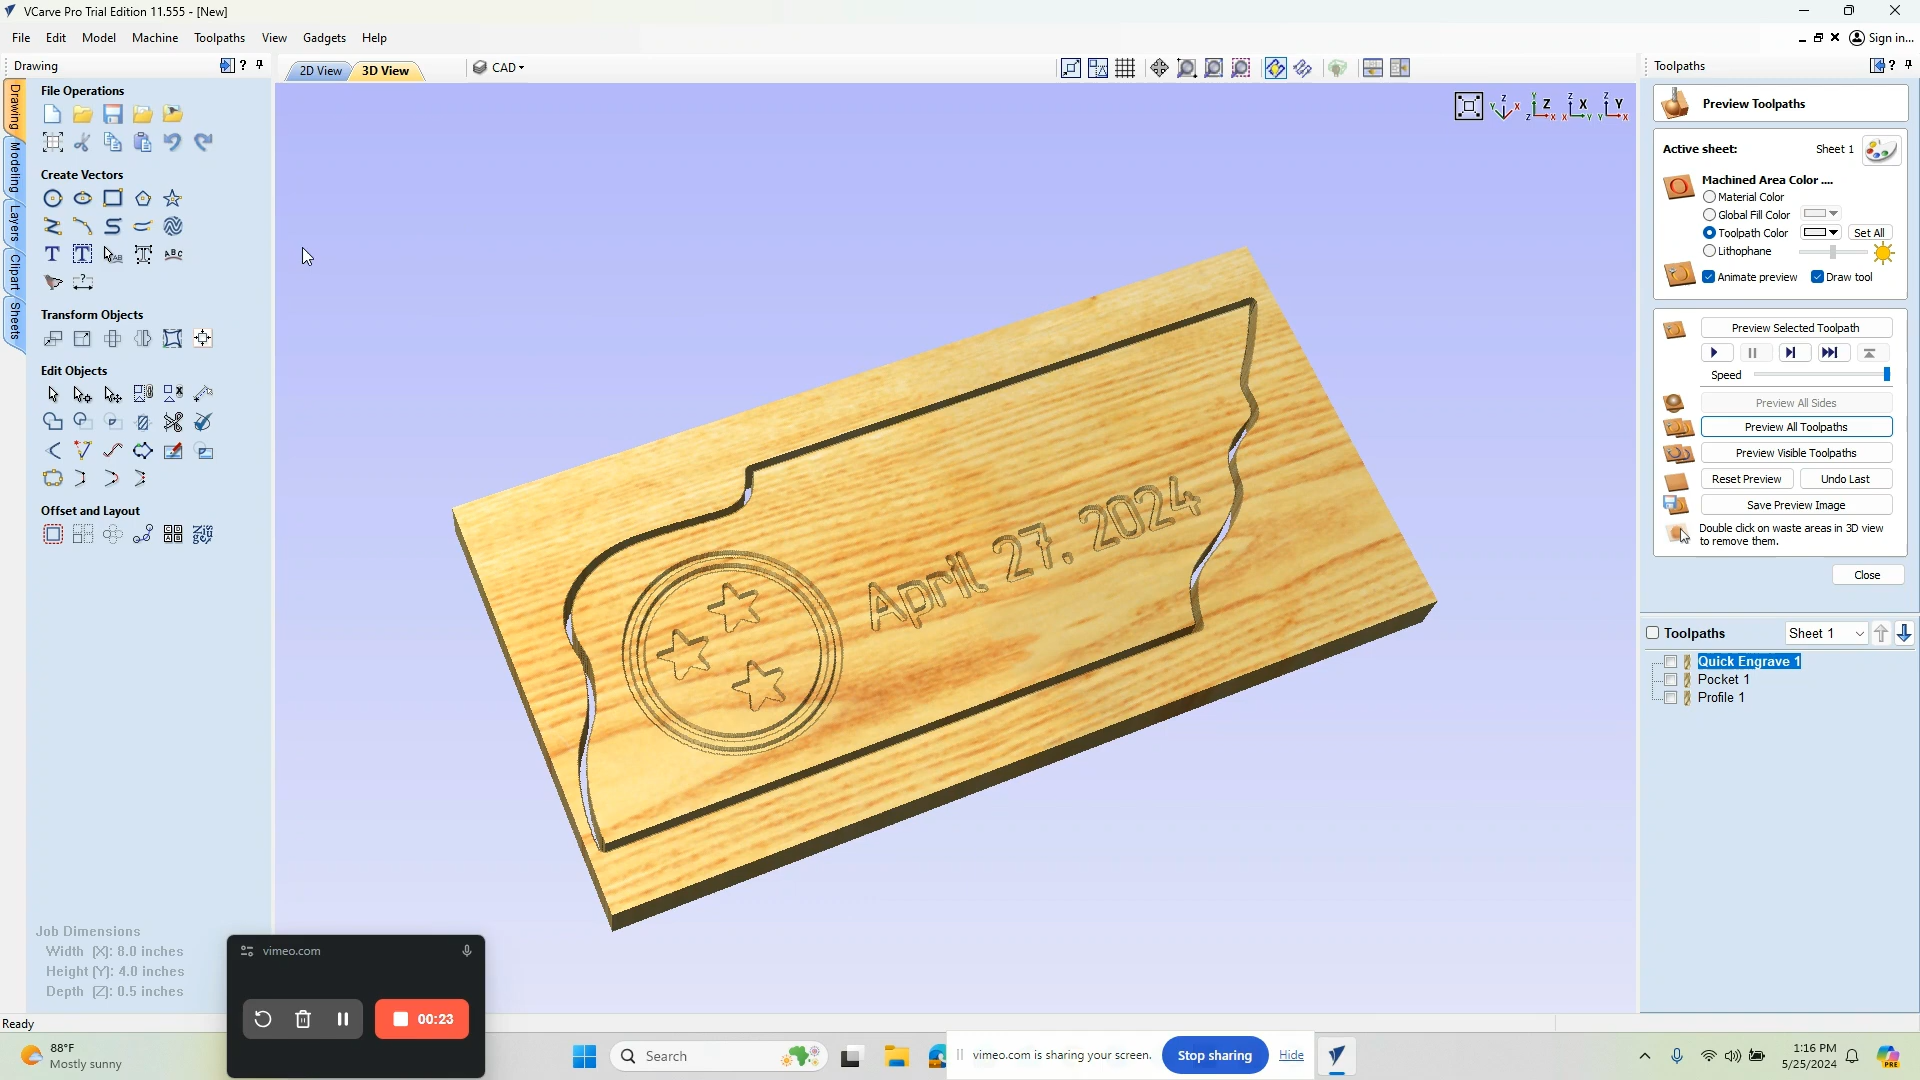 VCarve Pro Trial Edition 11.555 - [New]
File Edit Model Machine Toolpaths View Gadgets Help
Sign in...
Drawing
2D View 3D View
CAD
Toolpaths
Drawing
Modeling
Layers
Clipart
Sheets
File Operations
Create Vectors
Transform Objects
Edit Objects
Offset and Layout
Job Dimensions
Width (X): 8.0 inches
Height (Y): 4.0 inches
Depth (Z): 0.5 inches
April 27, 2024
Preview Toolpaths
Active sheet: Sheet 1
Machined Area Color ....
Material Color
Global Fill Color
Toolpath Color Set All
Lithophane
Animate preview Draw tool
Preview Selected Toolpath
Speed
Preview All Sides
Preview All Toolpaths
Preview Visible Toolpaths
Reset Preview Undo Last
Save Preview Image
Double click on waste areas in 3D view
to remove them.
Close
Toolpaths Sheet 1
Quick Engrave 1
Pocket 1
Profile 1
vimeo.com
00:23
Ready
88°F
Mostly sunny
Search
vimeo.com is sharing your screen. Stop sharing Hide
1:16 PM
5/25/2024